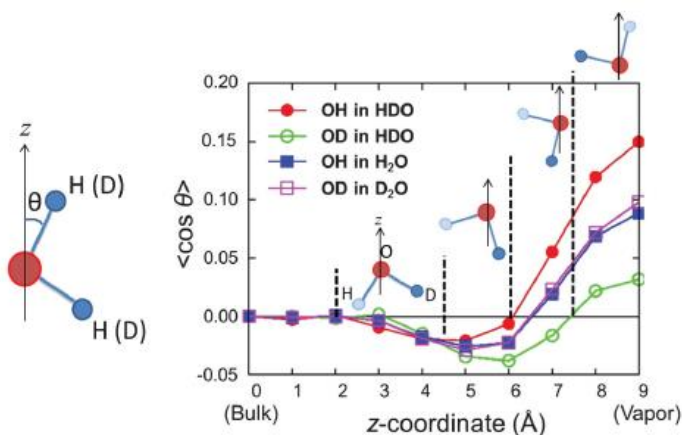 z
θ
H (D)
H (D)
<cos θ>
0.20
0.15
0.10
0.05
0.00
-0.05
OH in HDO
OD in HDO
OH in H₂O
OD in D₂O
z
O
H
D
0 1 2 3 4 5 6 7 8 9
(Bulk) (Vapor)
z-coordinate (Å)